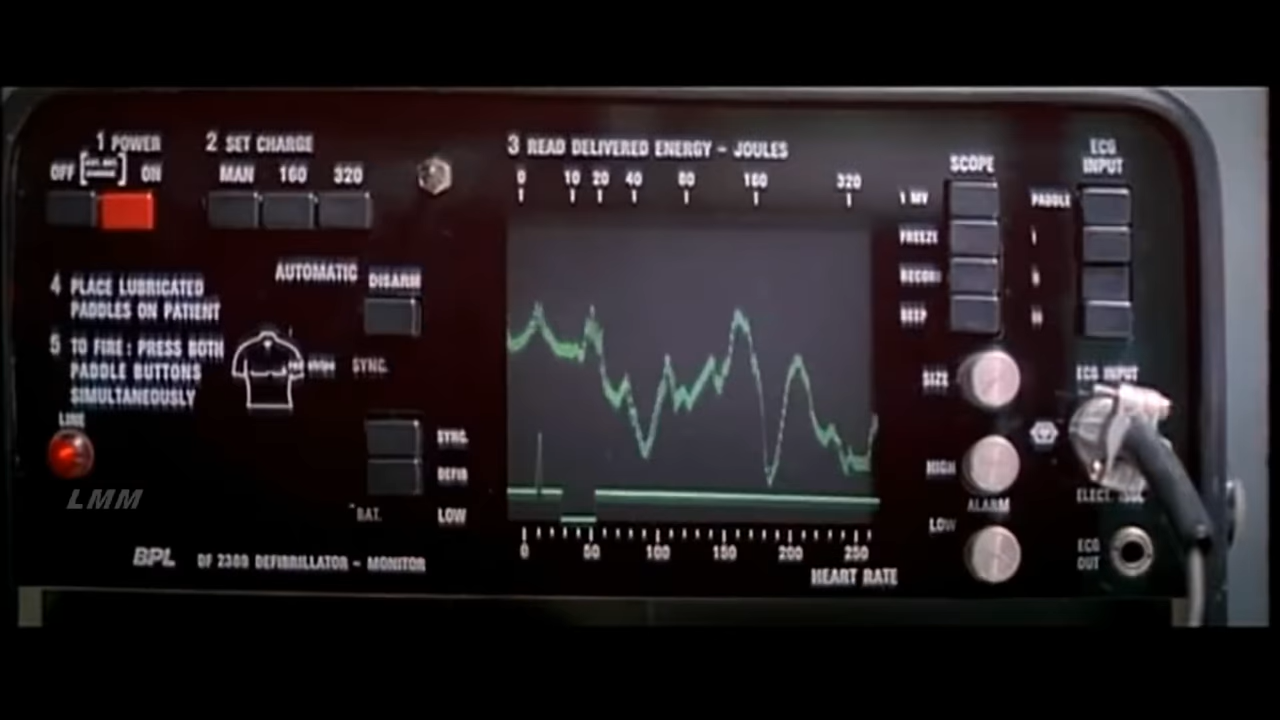 1 POWER
OFF
ON
2 SET CHARGE
MAN 160 320
3 READ DELIVERED ENERGY - JOULES
0 10 20 40 80 160 320
SCOPE
ECG
INPUT
1 MV
FREEZE
RECORD
BEEP
PADDLE
I
II
III
AUTOMATIC
DISARM
4 PLACE LUBRICATED
PADDLES ON PATIENT
5 TO FIRE: PRESS BOTH
PADDLE BUTTONS
SIMULTANEOUSLY
SYNC.
LINE
LMM
SYNC.
DEFIB
BAT.
LOW
SIZE
ECG INPUT
HIGH
ALARM
LOW
ELECT.
ECG
OUT
BPL DF 2389 DEFIBRILLATOR - MONITOR
0 50 100 150 200 250
HEART RATE